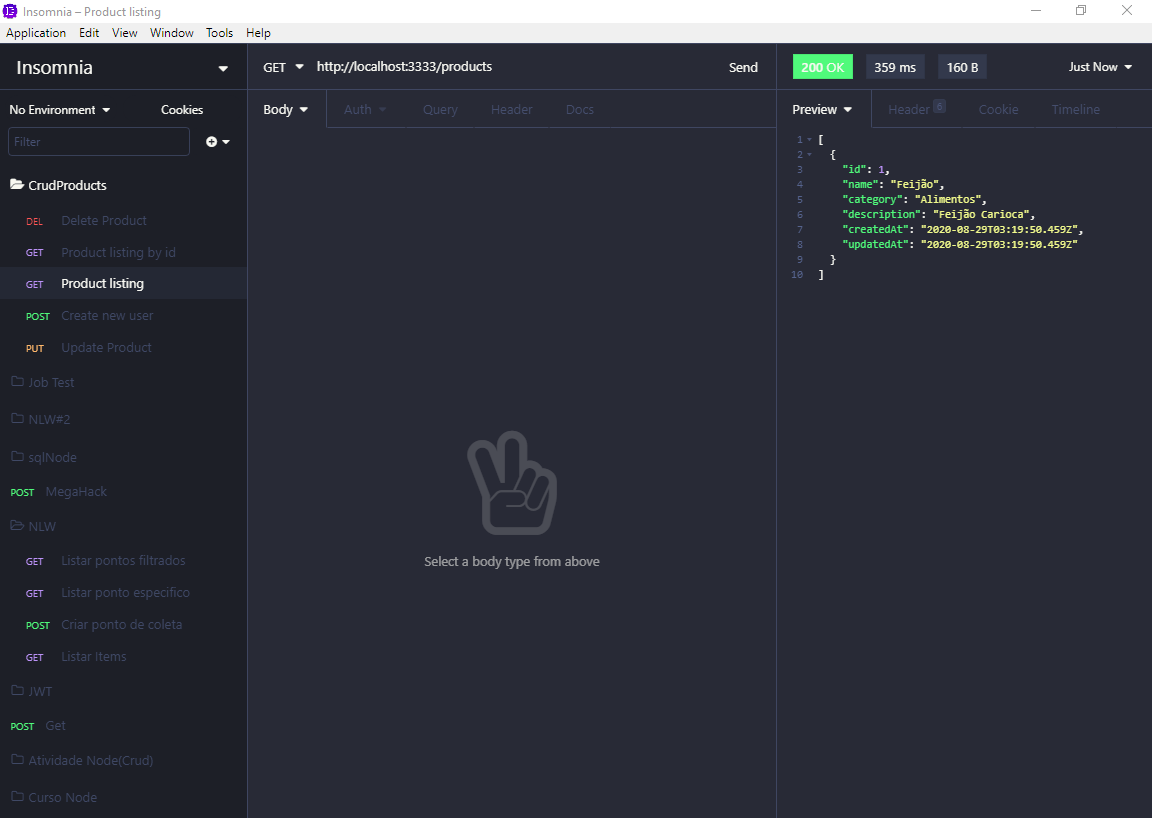 Insomnia – Product listing
Application Edit View Window Tools Help
Insomnia
GET http://localhost:3333/products Send
200 OK 359 ms 160 B Just Now
No Environment Cookies
Body Auth Query Header Docs
Preview Header 6 Cookie Timeline
Filter
CrudProducts
DEL Delete Product
GET Product listing by id
GET Product listing
POST Create new user
PUT Update Product
Job Test
NLW#2
sqlNode
POST MegaHack
NLW
GET Listar pontos filtrados
GET Listar ponto especifico
POST Criar ponto de coleta
GET Listar Items
JWT
POST Get
Atividade Node(Crud)
Curso Node
Select a body type from above
1 [
2 {
3 "id": 1,
4 "name": "Feijão",
5 "category": "Alimentos",
6 "description": "Feijão Carioca",
7 "createdAt": "2020-08-29T03:19:50.459Z",
8 "updatedAt": "2020-08-29T03:19:50.459Z"
9 }
10 ]